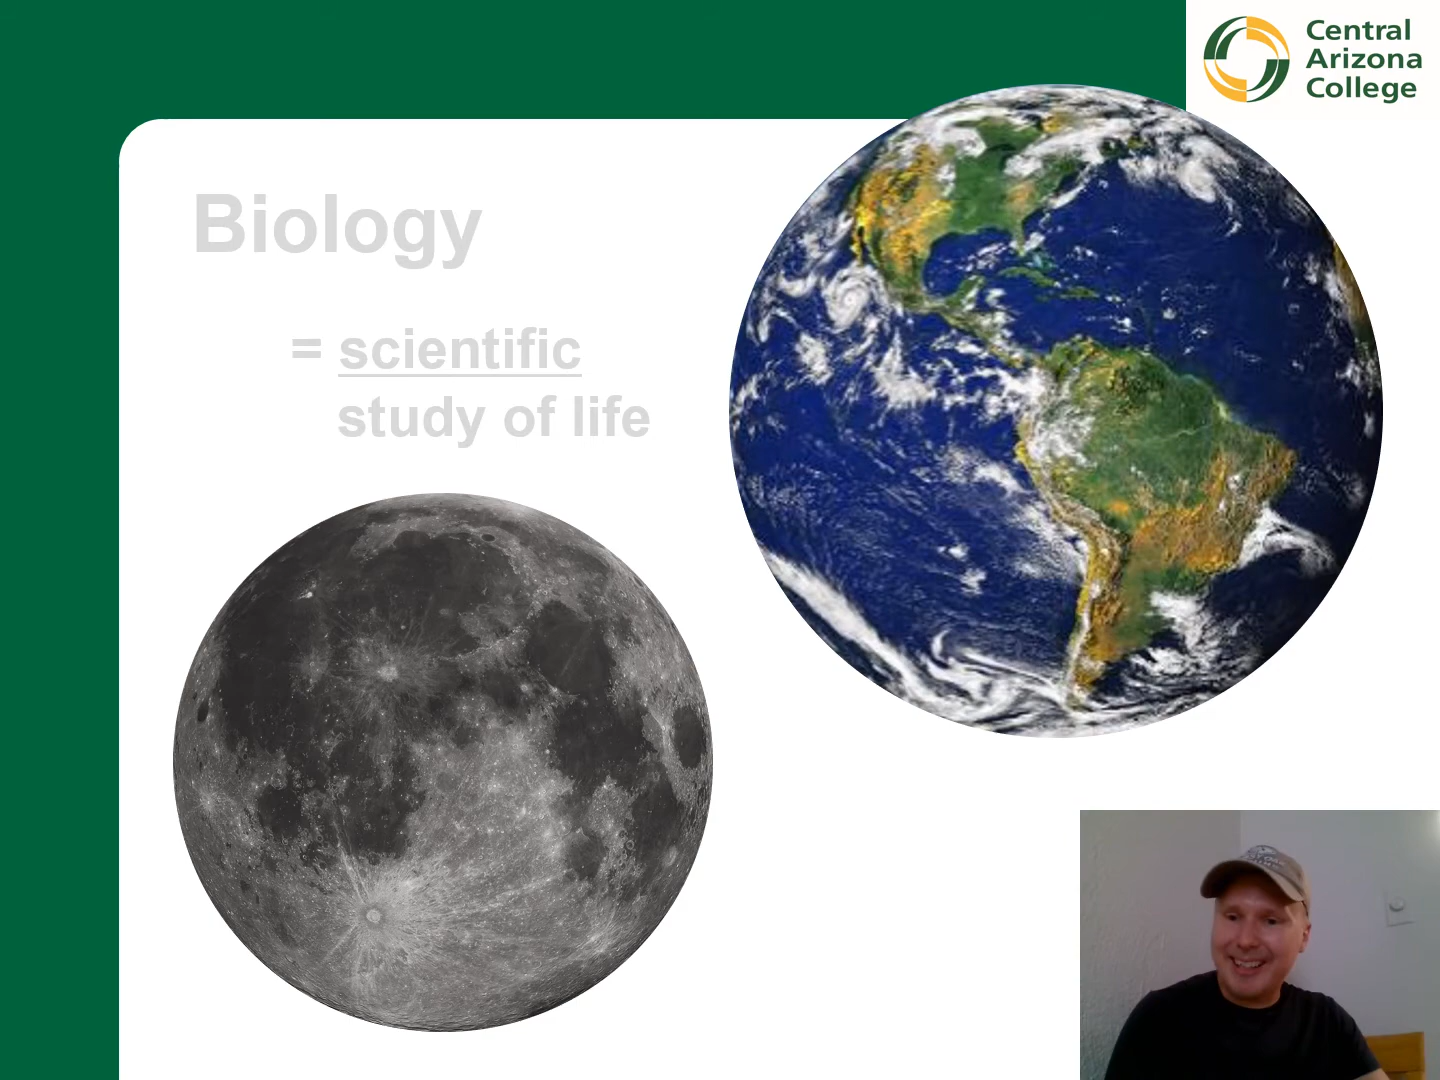 Central
Arizona
College
Biology
= scientific
study of life